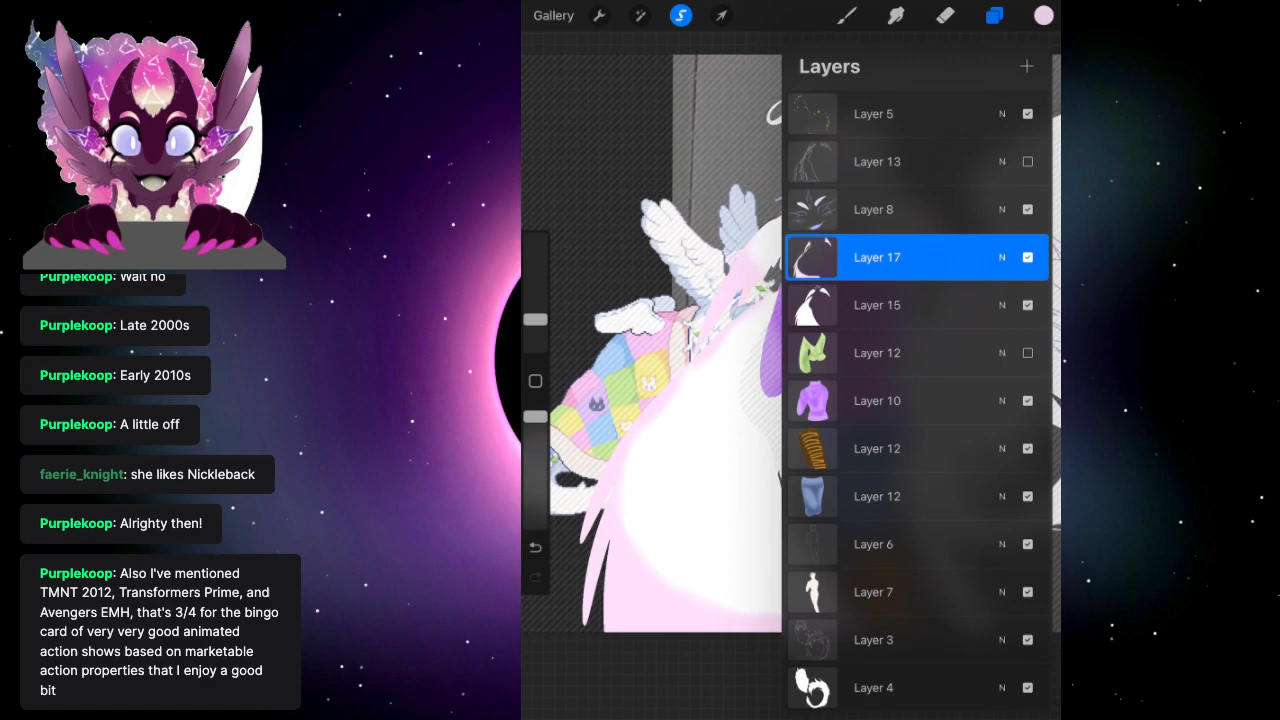 Purplekoop: Wait no
Purplekoop: Late 2000s
Purplekoop: Early 2010s
Purplekoop: A little off
faerie_knight: she likes Nickleback
Purplekoop: Alrighty then!
Purplekoop: Also I've mentioned
TMNT 2012, Transformers Prime, and
Avengers EMH, that's 3/4 for the bingo
card of very very good animated
action shows based on marketable
action properties that I enjoy a good
bit
Gallery
Layers
Layer 5 N
Layer 13 N
Layer 8 N
Layer 17 N
Layer 15 N
Layer 12 N
Layer 10 N
Layer 12 N
Layer 12 N
Layer 6 N
Layer 7 N
Layer 3 N
Layer 4 N